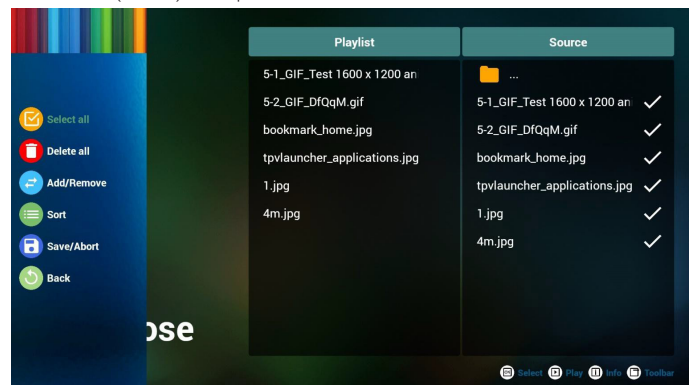 Select all
Delete all
Add/Remove
Sort
Save/Abort
Back
ose
Playlist
5-1_GIF_Test 1600 x 1200 an
5-2_GIF_DfQqM.gif
bookmark_home.jpg
tpvlauncher_applications.jpg
1.jpg
4m.jpg
Source
...
5-1_GIF_Test 1600 x 1200 an
5-2_GIF_DfQqM.gif
bookmark_home.jpg
tpvlauncher_applications.jpg
1.jpg
4m.jpg
Select Play Info Toolbar